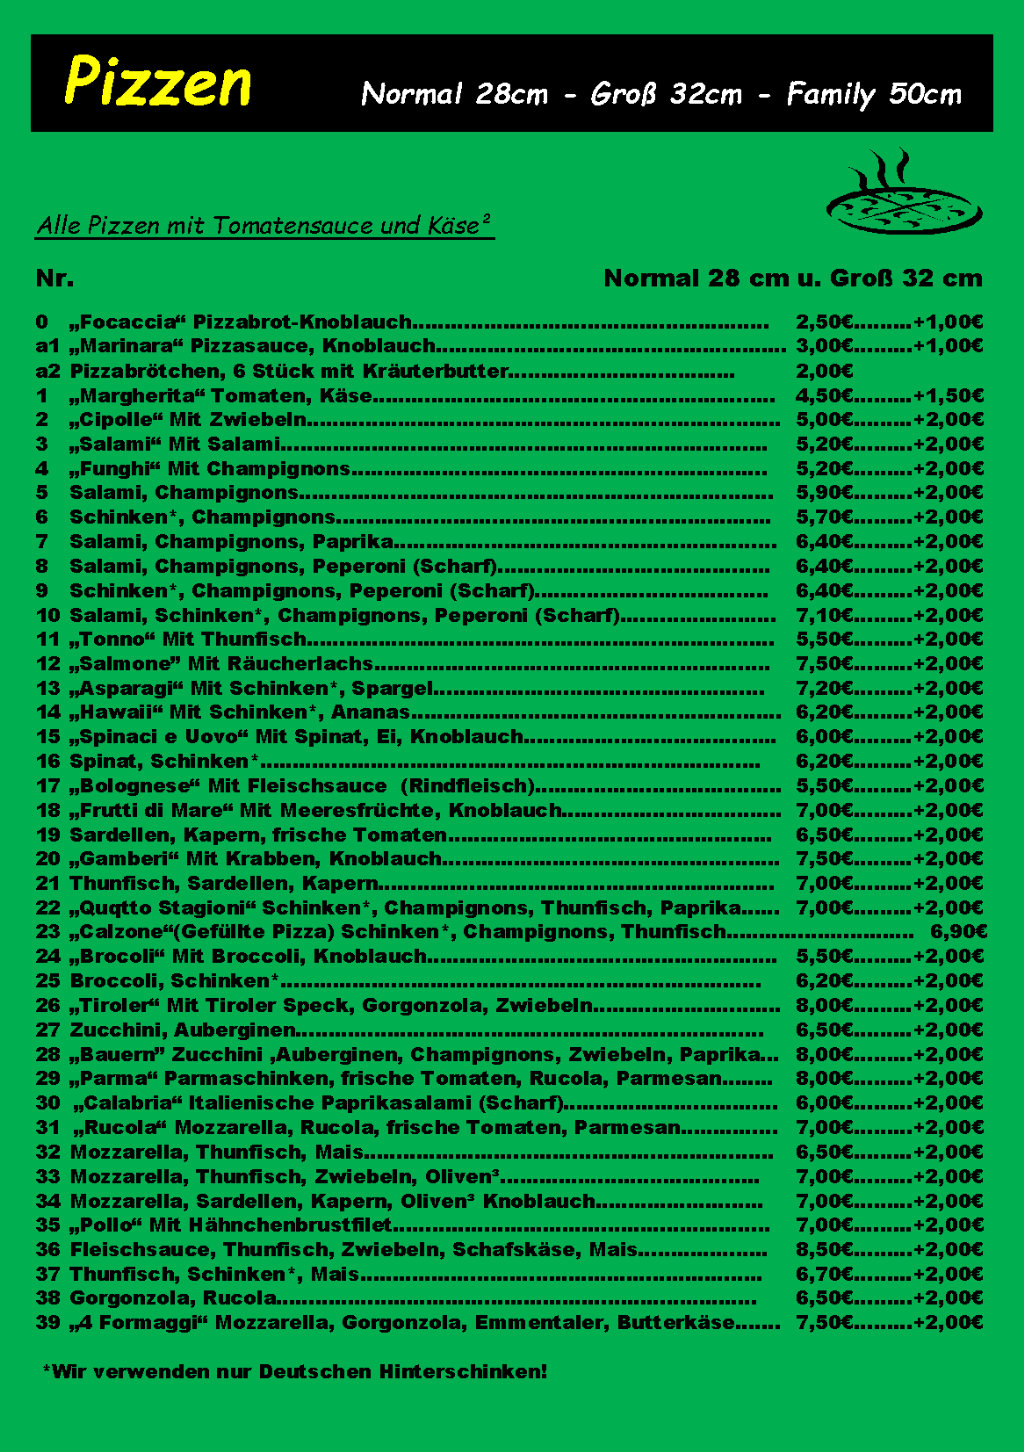 Pizzen Normal 28cm - Groß 32cm - Family 50cm
Alle Pizzen mit Tomatensauce und Käse²
Nr. Normal 28 cm u. Groß 32 cm
0 „Focaccia“ Pizzabrot-Knoblauch.......... 2,50€.........+1,00€
a1 „Marinara“ Pizzasauce, Knoblauch.......... 3,00€.........+1,00€
a2 Pizzabrötchen, 6 Stück mit Kräuterbutter.......... 2,00€
1 „Margherita“ Tomaten, Käse.......... 4,50€.........+1,50€
2 „Cipolle“ Mit Zwiebeln.......... 5,00€.........+2,00€
3 „Salami“ Mit Salami.......... 5,20€.........+2,00€
4 „Funghi“ Mit Champignons.......... 5,20€.........+2,00€
5 Salami, Champignons.......... 5,90€.........+2,00€
6 Schinken*, Champignons.......... 5,70€.........+2,00€
7 Salami, Champignons, Paprika.......... 6,40€.........+2,00€
8 Salami, Champignons, Peperoni (Scharf).......... 6,40€.........+2,00€
9 Schinken*, Champignons, Peperoni (Scharf).......... 6,40€.........+2,00€
10 Salami, Schinken*, Champignons, Peperoni (Scharf).......... 7,10€.........+2,00€
11 „Tonno“ Mit Thunfisch.......... 5,50€.........+2,00€
12 „Salmone” Mit Räucherlachs.......... 7,50€.........+2,00€
13 „Asparagi“ Mit Schinken*, Spargel.......... 7,20€.........+2,00€
14 „Hawaii“ Mit Schinken*, Ananas.......... 6,20€.........+2,00€
15 „Spinaci e Uovo“ Mit Spinat, Ei, Knoblauch.......... 6,00€.........+2,00€
16 Spinat, Schinken*.......... 6,20€.........+2,00€
17 „Bolognese“ Mit Fleischsauce (Rindfleisch).......... 5,50€.........+2,00€
18 „Frutti di Mare“ Mit Meeresfrüchte, Knoblauch.......... 7,00€.........+2,00€
19 Sardellen, Kapern, frische Tomaten.......... 6,50€.........+2,00€
20 „Gamberi“ Mit Krabben, Knoblauch.......... 7,50€.........+2,00€
21 Thunfisch, Sardellen, Kapern.......... 7,00€.........+2,00€
22 „Quqtto Stagioni“ Schinken*, Champignons, Thunfisch, Paprika...... 7,00€.........+2,00€
23 „Calzone“(Gefüllte Pizza) Schinken*, Champignons, Thunfisch.......... 6,90€
24 „Brocoli“ Mit Broccoli, Knoblauch.......... 5,50€.........+2,00€
25 Broccoli, Schinken*.......... 6,20€.........+2,00€
26 „Tiroler“ Mit Tiroler Speck, Gorgonzola, Zwiebeln.......... 8,00€.........+2,00€
27 Zucchini, Auberginen.......... 6,50€.........+2,00€
28 „Bauern” Zucchini ,Auberginen, Champignons, Zwiebeln, Paprika... 8,00€.........+2,00€
29 „Parma“ Parmaschinken, frische Tomaten, Rucola, Parmesan........ 8,00€.........+2,00€
30 „Calabria“ Italienische Paprikasalami (Scharf).......... 6,00€.........+2,00€
31 „Rucola“ Mozzarella, Rucola, frische Tomaten, Parmesan.......... 7,00€.........+2,00€
32 Mozzarella, Thunfisch, Mais.......... 6,50€.........+2,00€
33 Mozzarella, Thunfisch, Zwiebeln, Oliven³.......... 7,00€.........+2,00€
34 Mozzarella, Sardellen, Kapern, Oliven³ Knoblauch.......... 7,00€.........+2,00€
35 „Pollo“ Mit Hähnchenbrustfilet.......... 7,00€.........+2,00€
36 Fleischsauce, Thunfisch, Zwiebeln, Schafskäse, Mais.......... 8,50€.........+2,00€
37 Thunfisch, Schinken*, Mais.......... 6,70€.........+2,00€
38 Gorgonzola, Rucola.......... 6,50€.........+2,00€
39 „4 Formaggi“ Mozzarella, Gorgonzola, Emmentaler, Butterkäse....... 7,50€.........+2,00€
*Wir verwenden nur Deutschen Hinterschinken!